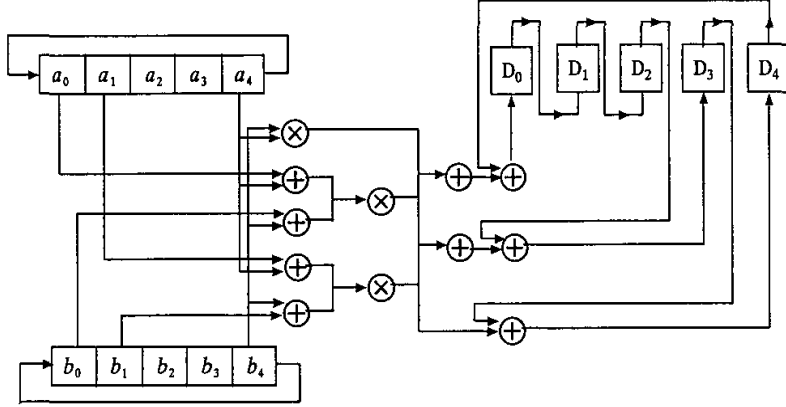 a₀ a₁ a₂ a₃ a₄
D₀ D₁ D₂ D₃ D₄
b₀ b₁ b₂ b₃ b₄